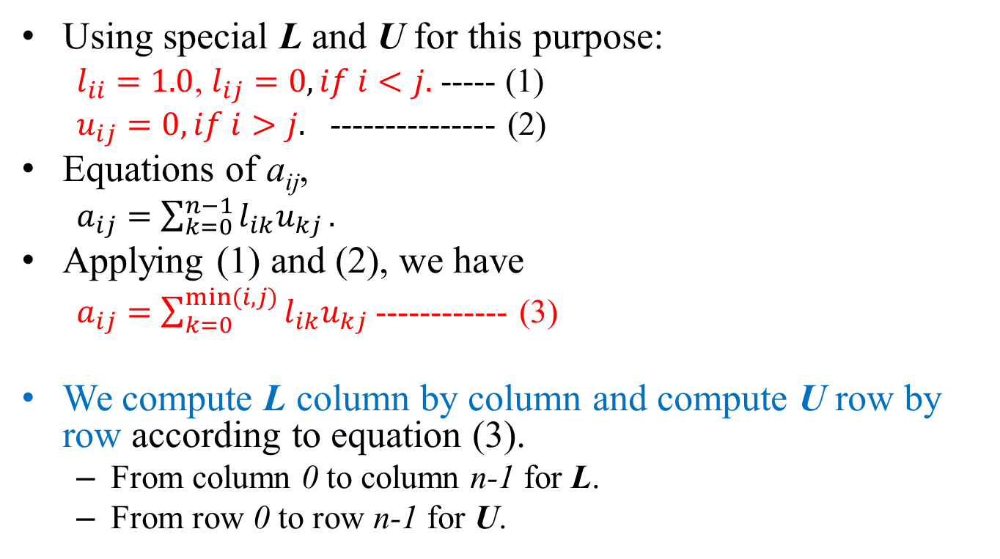 • Using special L and U for this purpose:
l_{ii} = 1.0, l_{ij} = 0, if i < j. ----- (1)
u_{ij} = 0, if i > j. --------------- (2)
• Equations of a_{ij},
a_{ij} = ∑_{k=0}^{n−1} l_{ik}u_{kj} .
• Applying (1) and (2), we have
a_{ij} = ∑_{k=0}^{min(i,j)} l_{ik}u_{kj} ------------ (3)
• We compute L column by column and compute U row by
row according to equation (3).
– From column 0 to column n-1 for L.
– From row 0 to row n-1 for U.